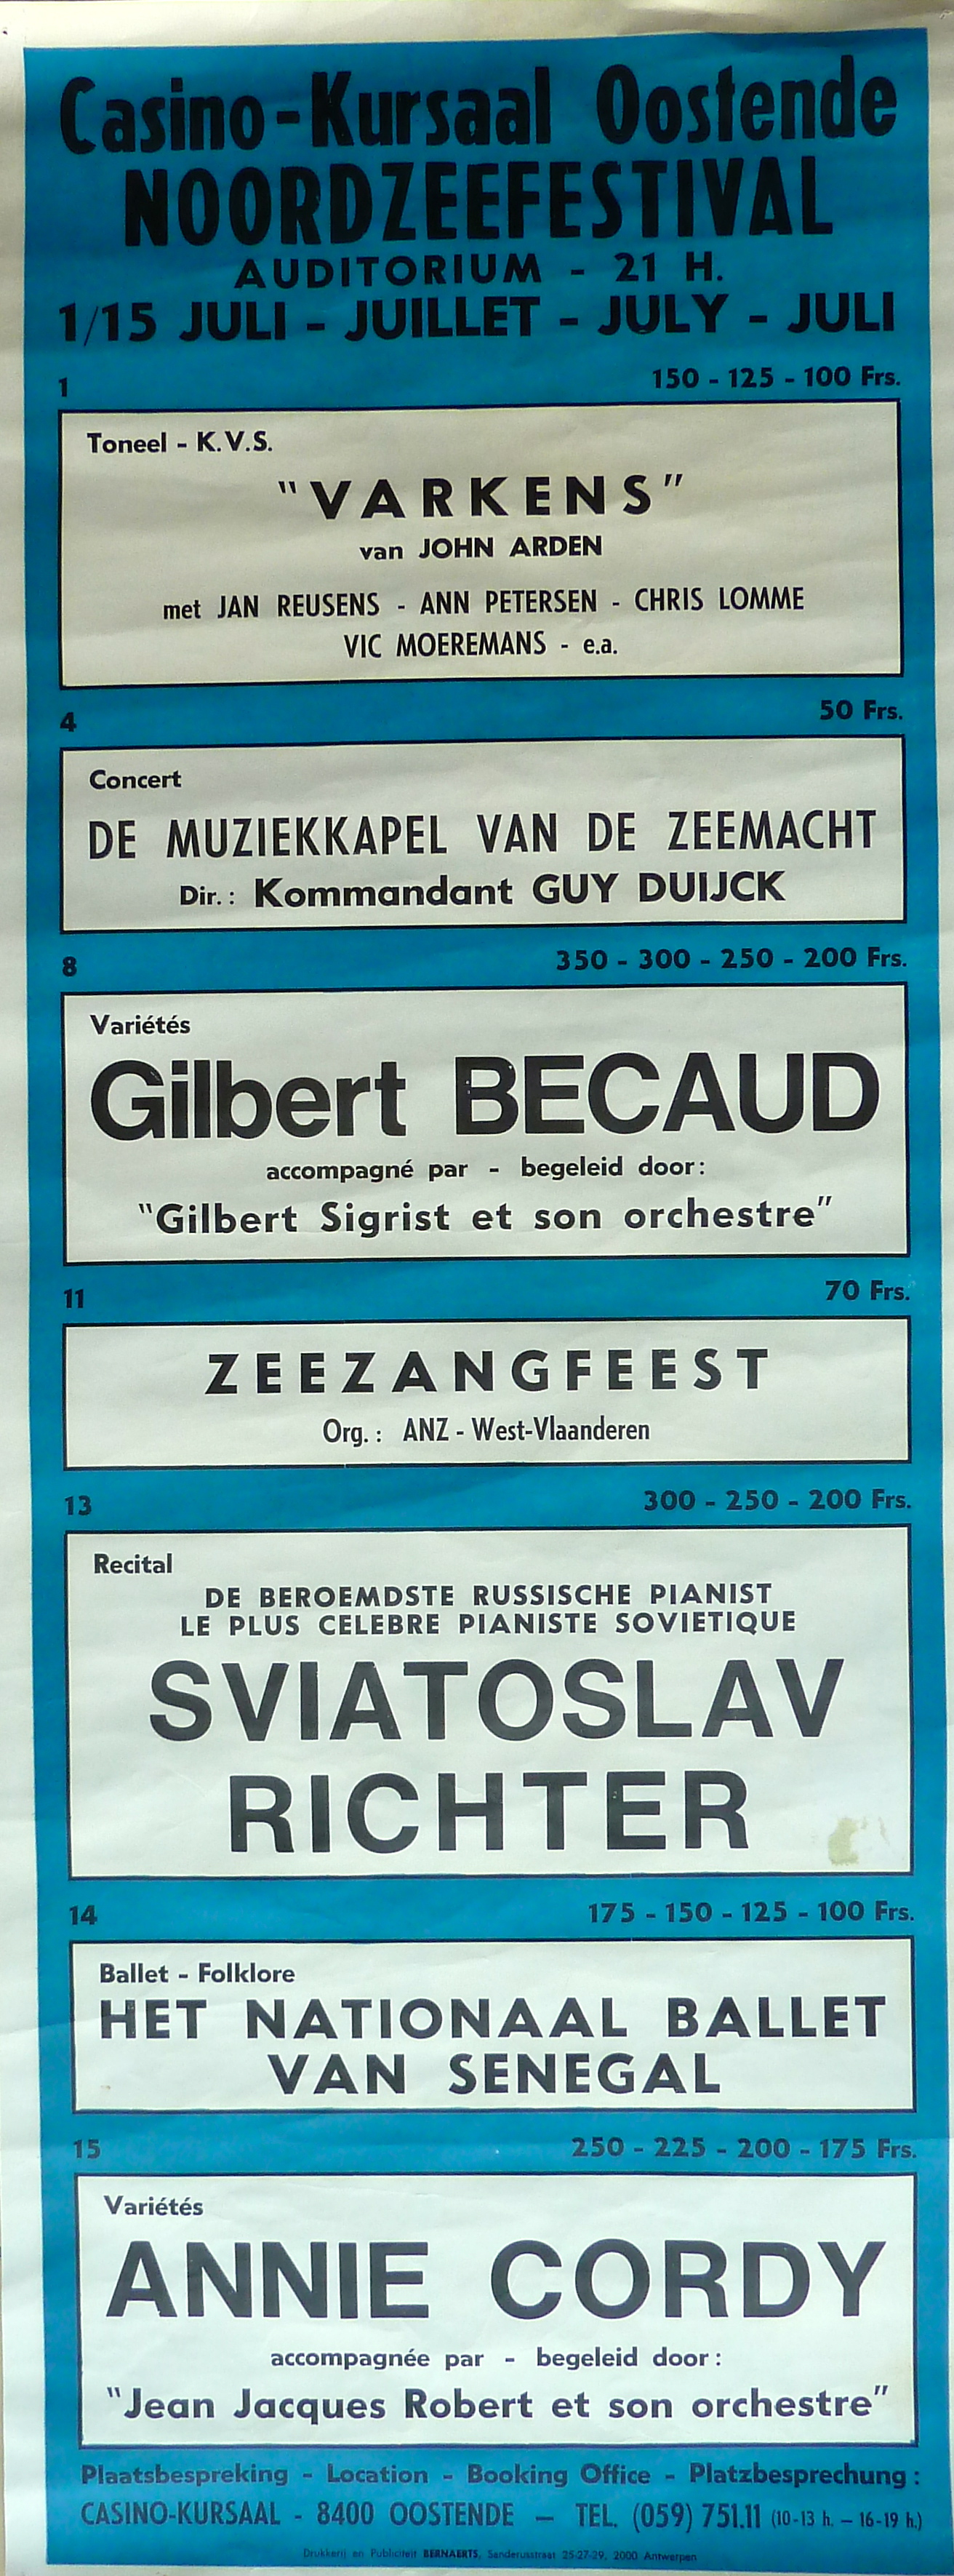 Casino-Kursaal Oostende
NOORDZEEFESTIVAL
AUDITORIUM - 21 H.
1/15 JULI - JUILLET - JULY - JULI
1 150 - 125 - 100 Frs.
Toneel - K.V.S.
"VARKENS"
van JOHN ARDEN
met JAN REUSENS - ANN PETERSEN - CHRIS LOMME
VIC MOEREMANS - e.a.
4 50 Frs.
Concert
DE MUZIEKKAPEL VAN DE ZEEMACHT
Dir.: Kommandant GUY DUIJCK
8 350 - 300 - 250 - 200 Frs.
Variétés
Gilbert BECAUD
accompagné par - begeleid door:
"Gilbert Sigrist et son orchestre"
11 70 Frs.
ZEEZANGFEEST
Org.: ANZ - West-Vlaanderen
13 300 - 250 - 200 Frs.
Recital
DE BEROEMDSTE RUSSISCHE PIANIST
LE PLUS CELEBRE PIANISTE SOVIETIQUE
SVIATOSLAV
RICHTER
14 175 - 150 - 125 - 100 Frs.
Ballet - Folklore
HET NATIONAAL BALLET
VAN SENEGAL
15 250 - 225 - 200 - 175 Frs.
Variétés
ANNIE CORDY
accompagnée par - begeleid door:
"Jean Jacques Robert et son orchestre"
Plaatsbespreking - Location - Booking Office - Platzbesprechung:
CASINO-KURSAAL - 8400 OOSTENDE — TEL. (059) 751.11 (10-13 h. — 16-19 h.)
Drukkerij en Publiciteit BERNAERTS, Sanderusstraat 25-27-29, 2000 Antwerpen